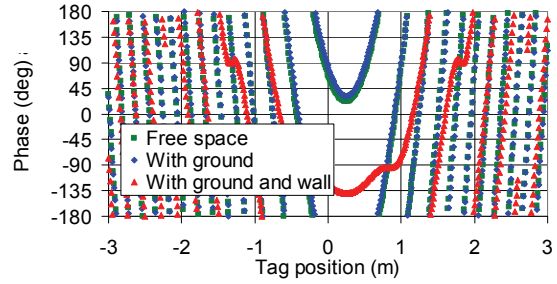 180
135
90
45
0
-45
-90
-135
-180
Phase (deg)
Free space
With ground
With ground and wall
-3 -2 -1 0 1 2 3
Tag position (m)